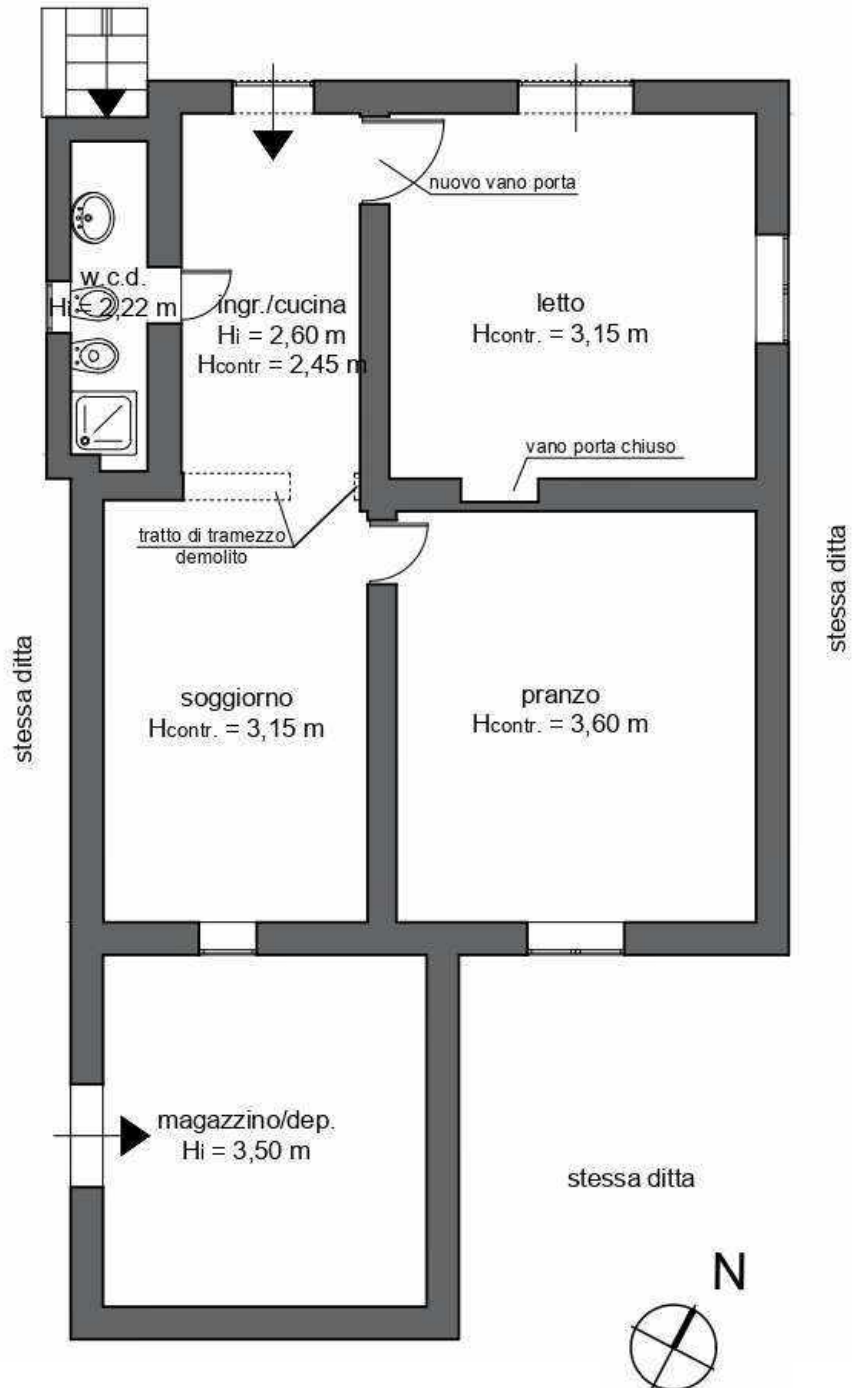 nuovo vano porta
w.c.d.
Hi = 2,22 m
ingr./cucina
Hi = 2,60 m
Hcontr = 2,45 m
letto
Hcontr. = 3,15 m
vano porta chiuso
tratto di tramezzo
demolito
stessa ditta
stessa ditta
soggiorno
Hcontr. = 3,15 m
pranzo
Hcontr. = 3,60 m
magazzino/dep.
Hi = 3,50 m
stessa ditta
N